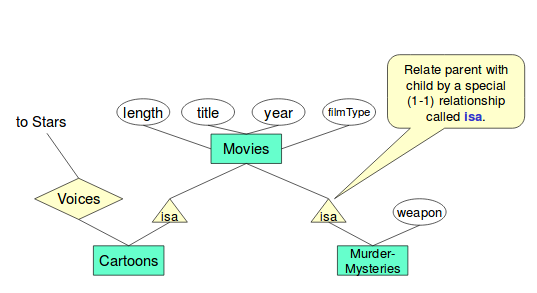 Relate parent with
child by a special
(1-1) relationship
called isa.
length
title
year
filmType
to Stars
Movies
Voices
isa
isa
weapon
Cartoons
Murder-
Mysteries